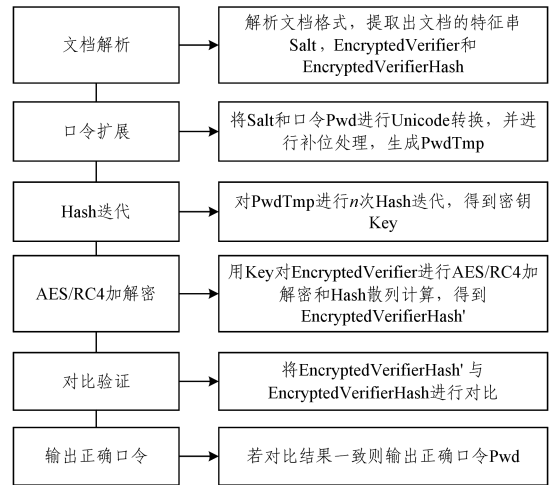 文档解析
解析文档格式，提取出文档的特征串
Salt，EncryptedVerifier和
EncryptedVerifierHash
口令扩展
将Salt和口令Pwd进行Unicode转换，并进
行补位处理，生成PwdTmp
Hash迭代
对PwdTmp进行n次Hash迭代，得到密钥
Key
AES/RC4加解密
用Key对EncryptedVerifier进行AES/RC4加
解密和Hash散列计算，得到
EncryptedVerifierHash'
对比验证
将EncryptedVerifierHash'与
EncryptedVerifierHash进行对比
输出正确口令
若对比结果一致则输出正确口令Pwd